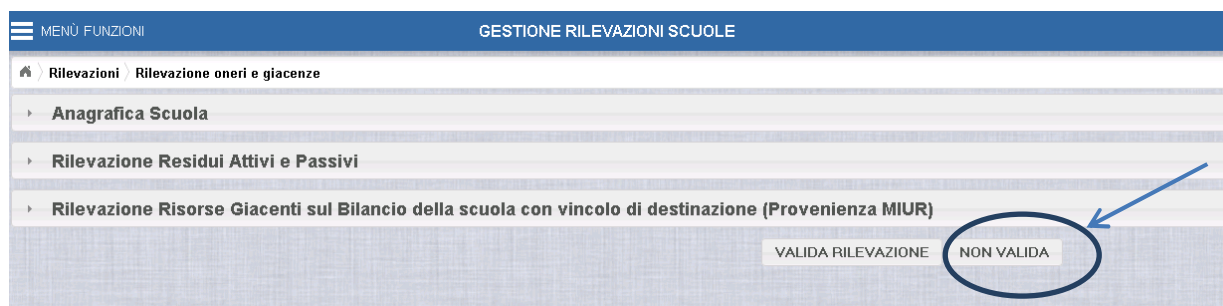 MENÙ FUNZIONI
GESTIONE RILEVAZIONI SCUOLE
Rilevazioni Rilevazione oneri e giacenze
Anagrafica Scuola
Rilevazione Residui Attivi e Passivi
Rilevazione Risorse Giacenti sul Bilancio della scuola con vincolo di destinazione (Provenienza MIUR)
VALIDA RILEVAZIONE NON VALIDA